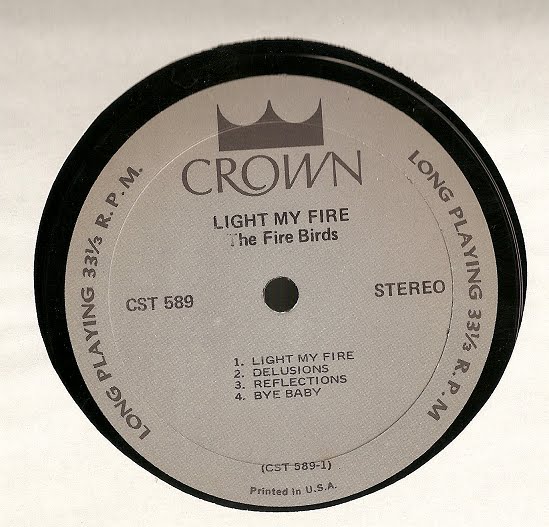 CROWN
LIGHT MY FIRE
The Fire Birds
CST 589
STEREO
1. LIGHT MY FIRE
2. DELUSIONS
3. REFLECTIONS
4. BYE BABY
(CST 589-1)
Printed in U.S.A.
LONG PLAYING 33⅓ R.P.M.
LONG PLAYING 33⅓ R.P.M